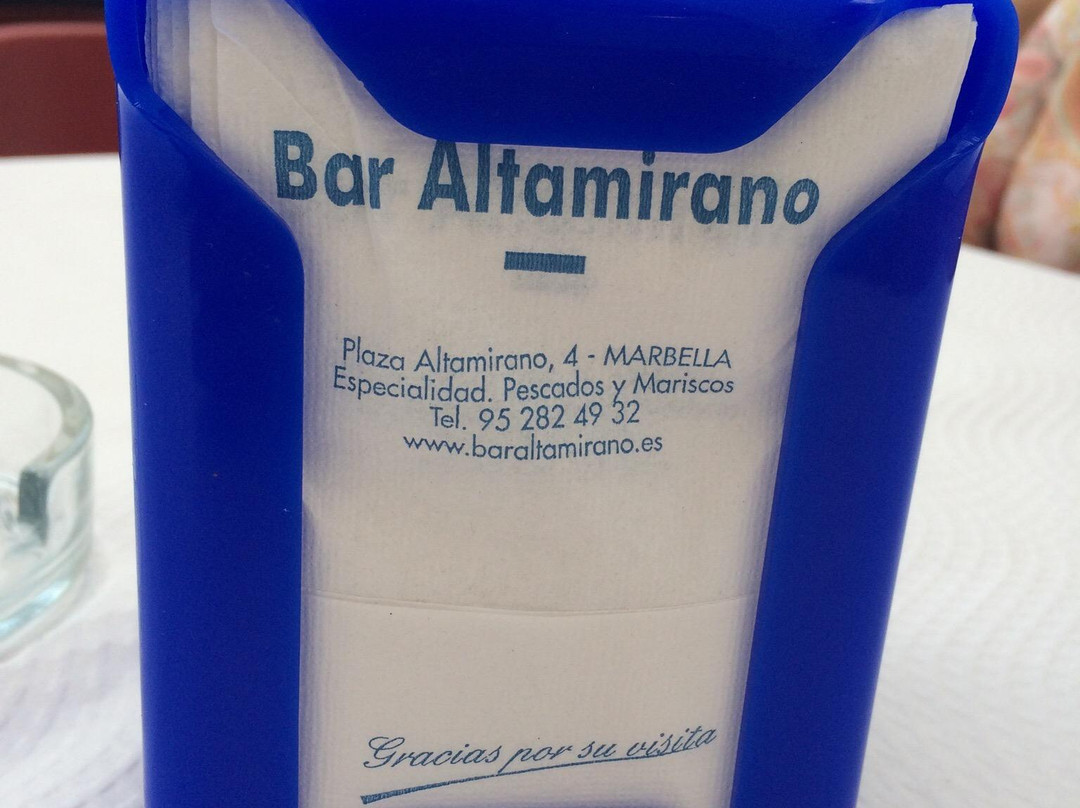 Bar Altamirano
Plaza Altamirano, 4 - MARBELLA
Especialidad. Pescados y Mariscos
Tel. 95 282 49 32
www.baraltamirano.es
Gracias por su visita